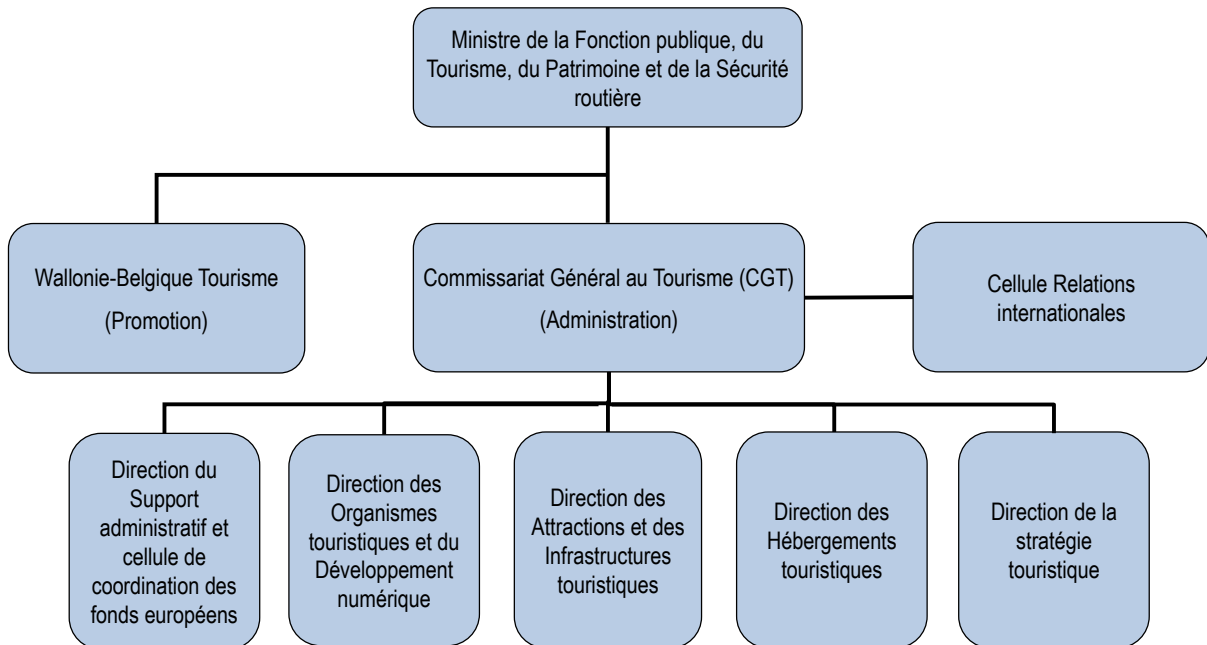 Ministre de la Fonction publique, du
Tourisme, du Patrimoine et de la Sécurité
routière
Wallonie-Belgique Tourisme
(Promotion)
Commissariat Général au Tourisme (CGT)
(Administration)
Cellule Relations
internationales
Direction du
Support
administratif et
cellule de
coordination des
fonds européens
Direction des
Organismes
touristiques et du
Développement
numérique
Direction des
Attractions et des
Infrastructures
touristiques
Direction des
Hébergements
touristiques
Direction de la
stratégie
touristique